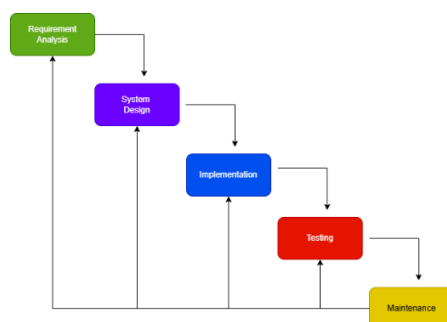 Requirement
Analysis
System
Design
Implementation
Testing
Maintenance